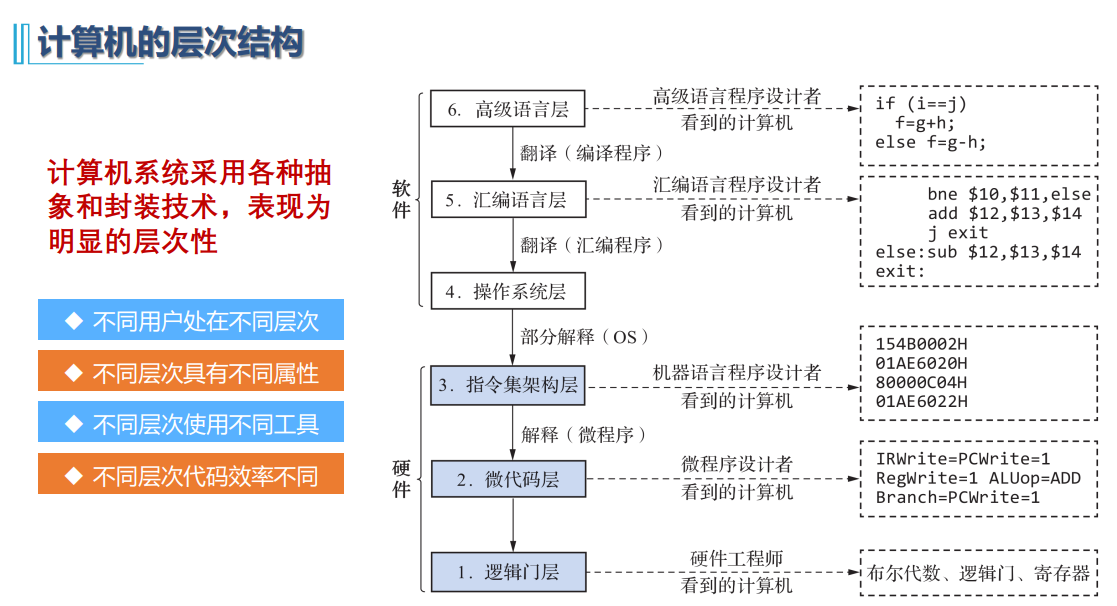 计算机的层次结构
计算机系统采用各种抽
象和封装技术，表现为
明显的层次性
◆ 不同用户处在不同层次
◆ 不同层次具有不同属性
◆ 不同层次使用不同工具
◆ 不同层次代码效率不同
软件
6. 高级语言层
高级语言程序设计者
看到的计算机
if (i==j)
f=g+h;
else f=g-h;
翻译（编译程序）
5. 汇编语言层
汇编语言程序设计者
看到的计算机
bne $10,$11,else
add $12,$13,$14
j exit
else:sub $12,$13,$14
exit:
翻译（汇编程序）
4. 操作系统层
部分解释（OS）
硬件
3. 指令集架构层
机器语言程序设计者
看到的计算机
154B0002H
01AE6020H
80000C04H
01AE6022H
解释（微程序）
2. 微代码层
微程序设计者
看到的计算机
IRWrite=PCWrite=1
RegWrite=1 ALUop=ADD
Branch=PCWrite=1
1. 逻辑门层
硬件工程师
看到的计算机
布尔代数、逻辑门、寄存器